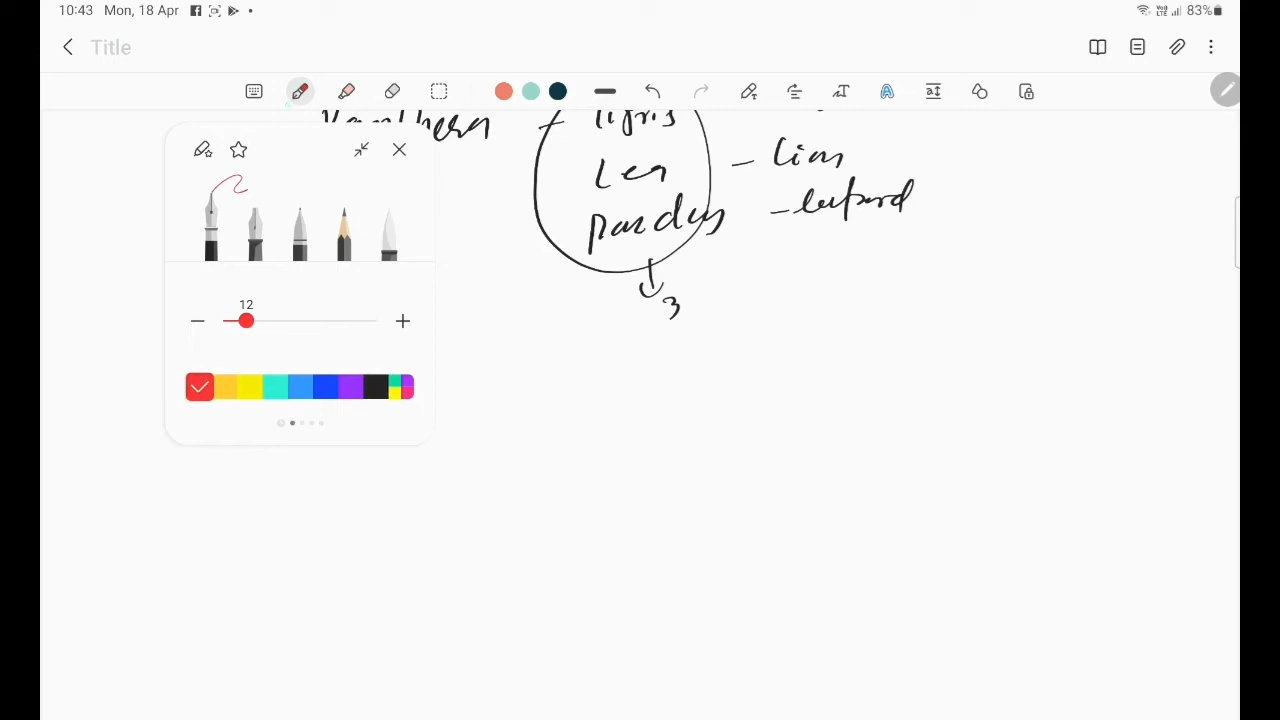 10:43 Mon, 18 Apr 83%
Title
Panthera - Tigris
Leo - Lion
Pardus - leopard
3
12